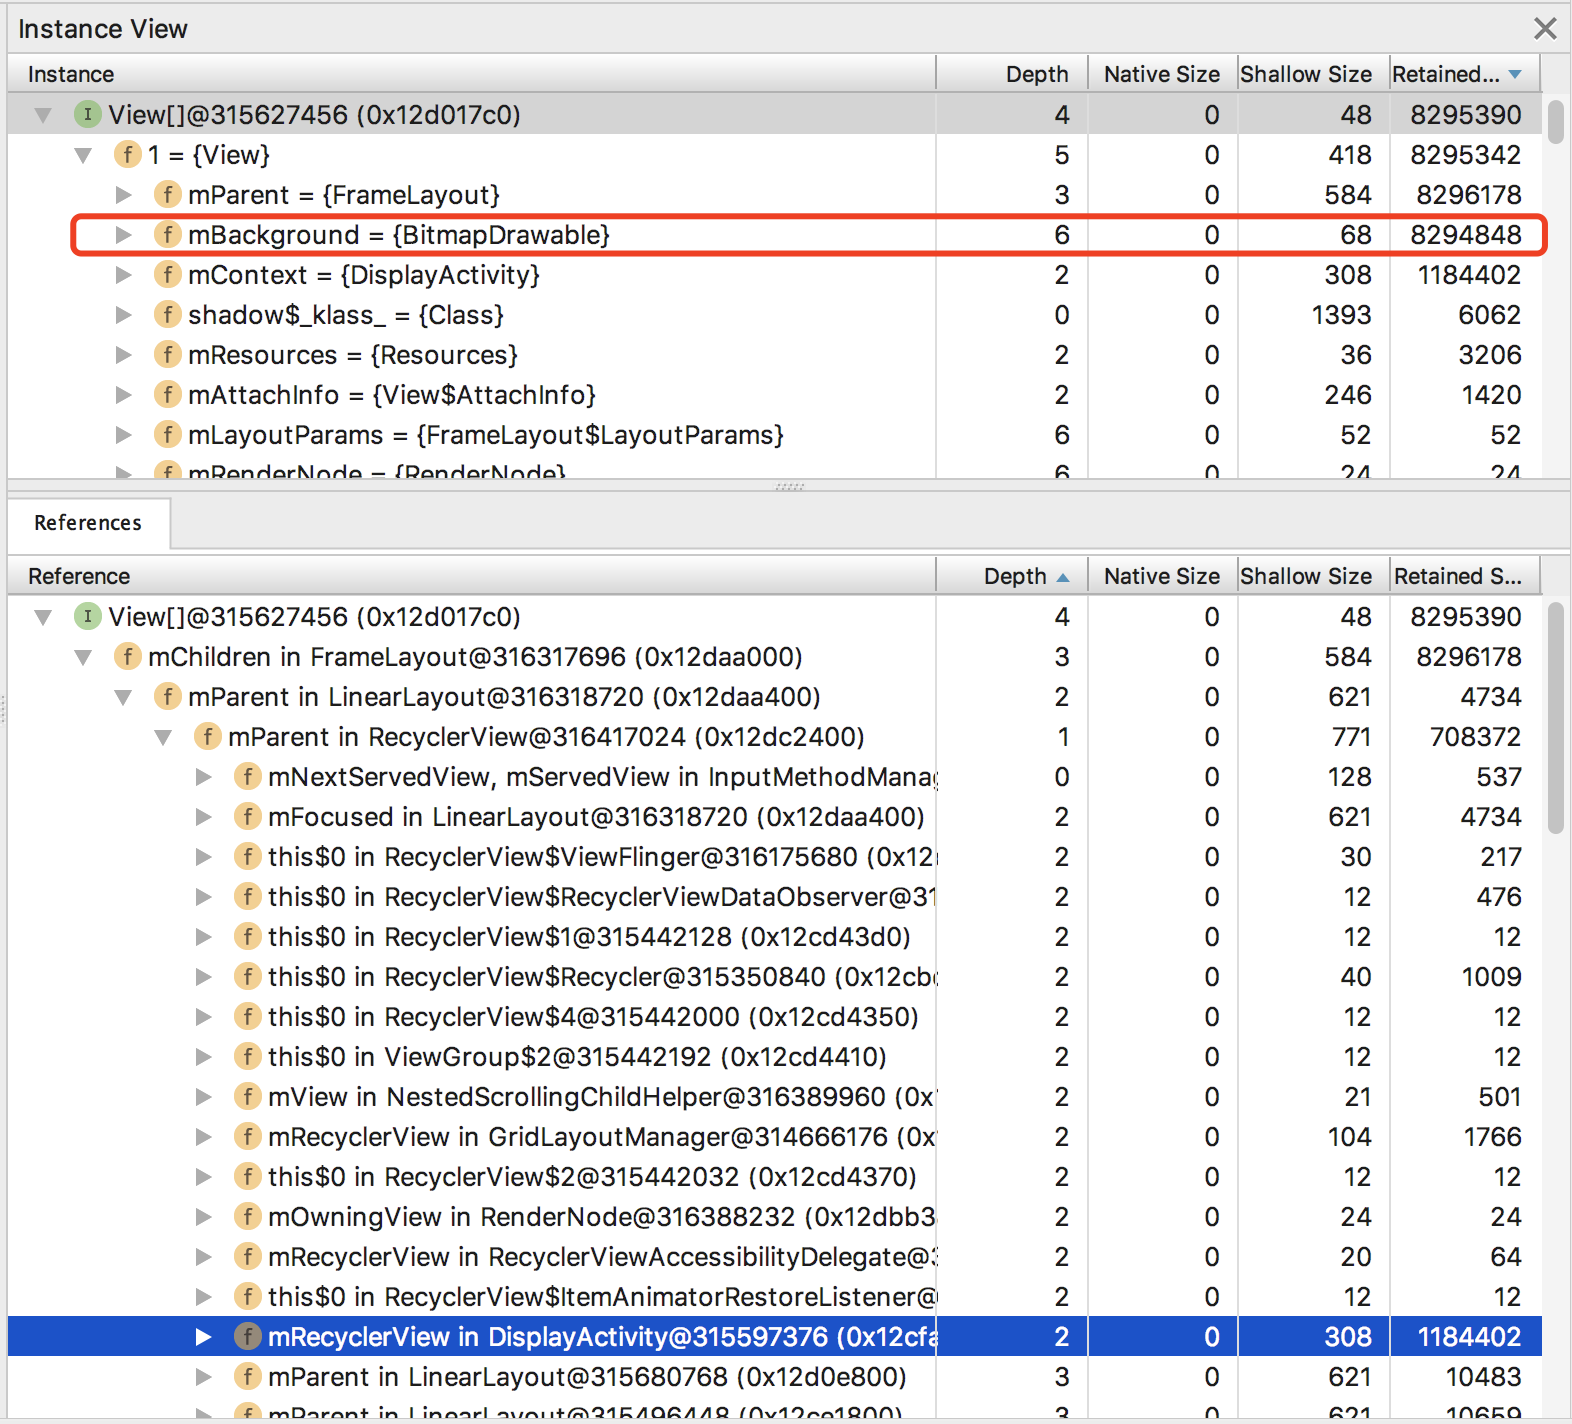 Instance View
Instance Depth Native Size Shallow Size Retained...
I View[]@315627456 (0x12d017c0) 4 0 48 8295390
f 1 = {View} 5 0 418 8295342
f mParent = {FrameLayout} 3 0 584 8296178
f mBackground = {BitmapDrawable} 6 0 68 8294848
f mContext = {DisplayActivity} 2 0 308 1184402
f shadow$_klass_ = {Class} 0 0 1393 6062
f mResources = {Resources} 2 0 36 3206
f mAttachInfo = {View$AttachInfo} 2 0 246 1420
f mLayoutParams = {FrameLayout$LayoutParams} 6 0 52 52
f mRenderNode = {RenderNode} 6 0 24 24
References
Reference Depth Native Size Shallow Size Retained S...
I View[]@315627456 (0x12d017c0) 4 0 48 8295390
f mChildren in FrameLayout@316317696 (0x12daa000) 3 0 584 8296178
f mParent in LinearLayout@316318720 (0x12daa400) 2 0 621 4734
f mParent in RecyclerView@316417024 (0x12dc2400) 1 0 771 708372
f mNextServedView, mServedView in InputMethodMana 0 0 128 537
f mFocused in LinearLayout@316318720 (0x12daa400) 2 0 621 4734
f this$0 in RecyclerView$ViewFlinger@316175680 (0x12 2 0 30 217
f this$0 in RecyclerView$RecyclerViewDataObserver@31 2 0 12 476
f this$0 in RecyclerView$1@315442128 (0x12cd43d0) 2 0 12 12
f this$0 in RecyclerView$Recycler@315350840 (0x12cb 2 0 40 1009
f this$0 in RecyclerView$4@315442000 (0x12cd4350) 2 0 12 12
f this$0 in ViewGroup$2@315442192 (0x12cd4410) 2 0 12 12
f mView in NestedScrollingChildHelper@316389960 (0x 2 0 21 501
f mRecyclerView in GridLayoutManager@314666176 (0x 2 0 104 1766
f this$0 in RecyclerView$2@315442032 (0x12cd4370) 2 0 12 12
f mOwningView in RenderNode@316388232 (0x12dbb3 2 0 24 24
f mRecyclerView in RecyclerViewAccessibilityDelegate@3 2 0 20 64
f this$0 in RecyclerView$ItemAnimatorRestoreListener@ 2 0 12 12
f mRecyclerView in DisplayActivity@315597376 (0x12cfa 2 0 308 1184402
f mParent in LinearLayout@315680768 (0x12d0e800) 3 0 621 10483
f mParent in LinearLayout@315496448 (0x12ce1800) 3 0 621 10659